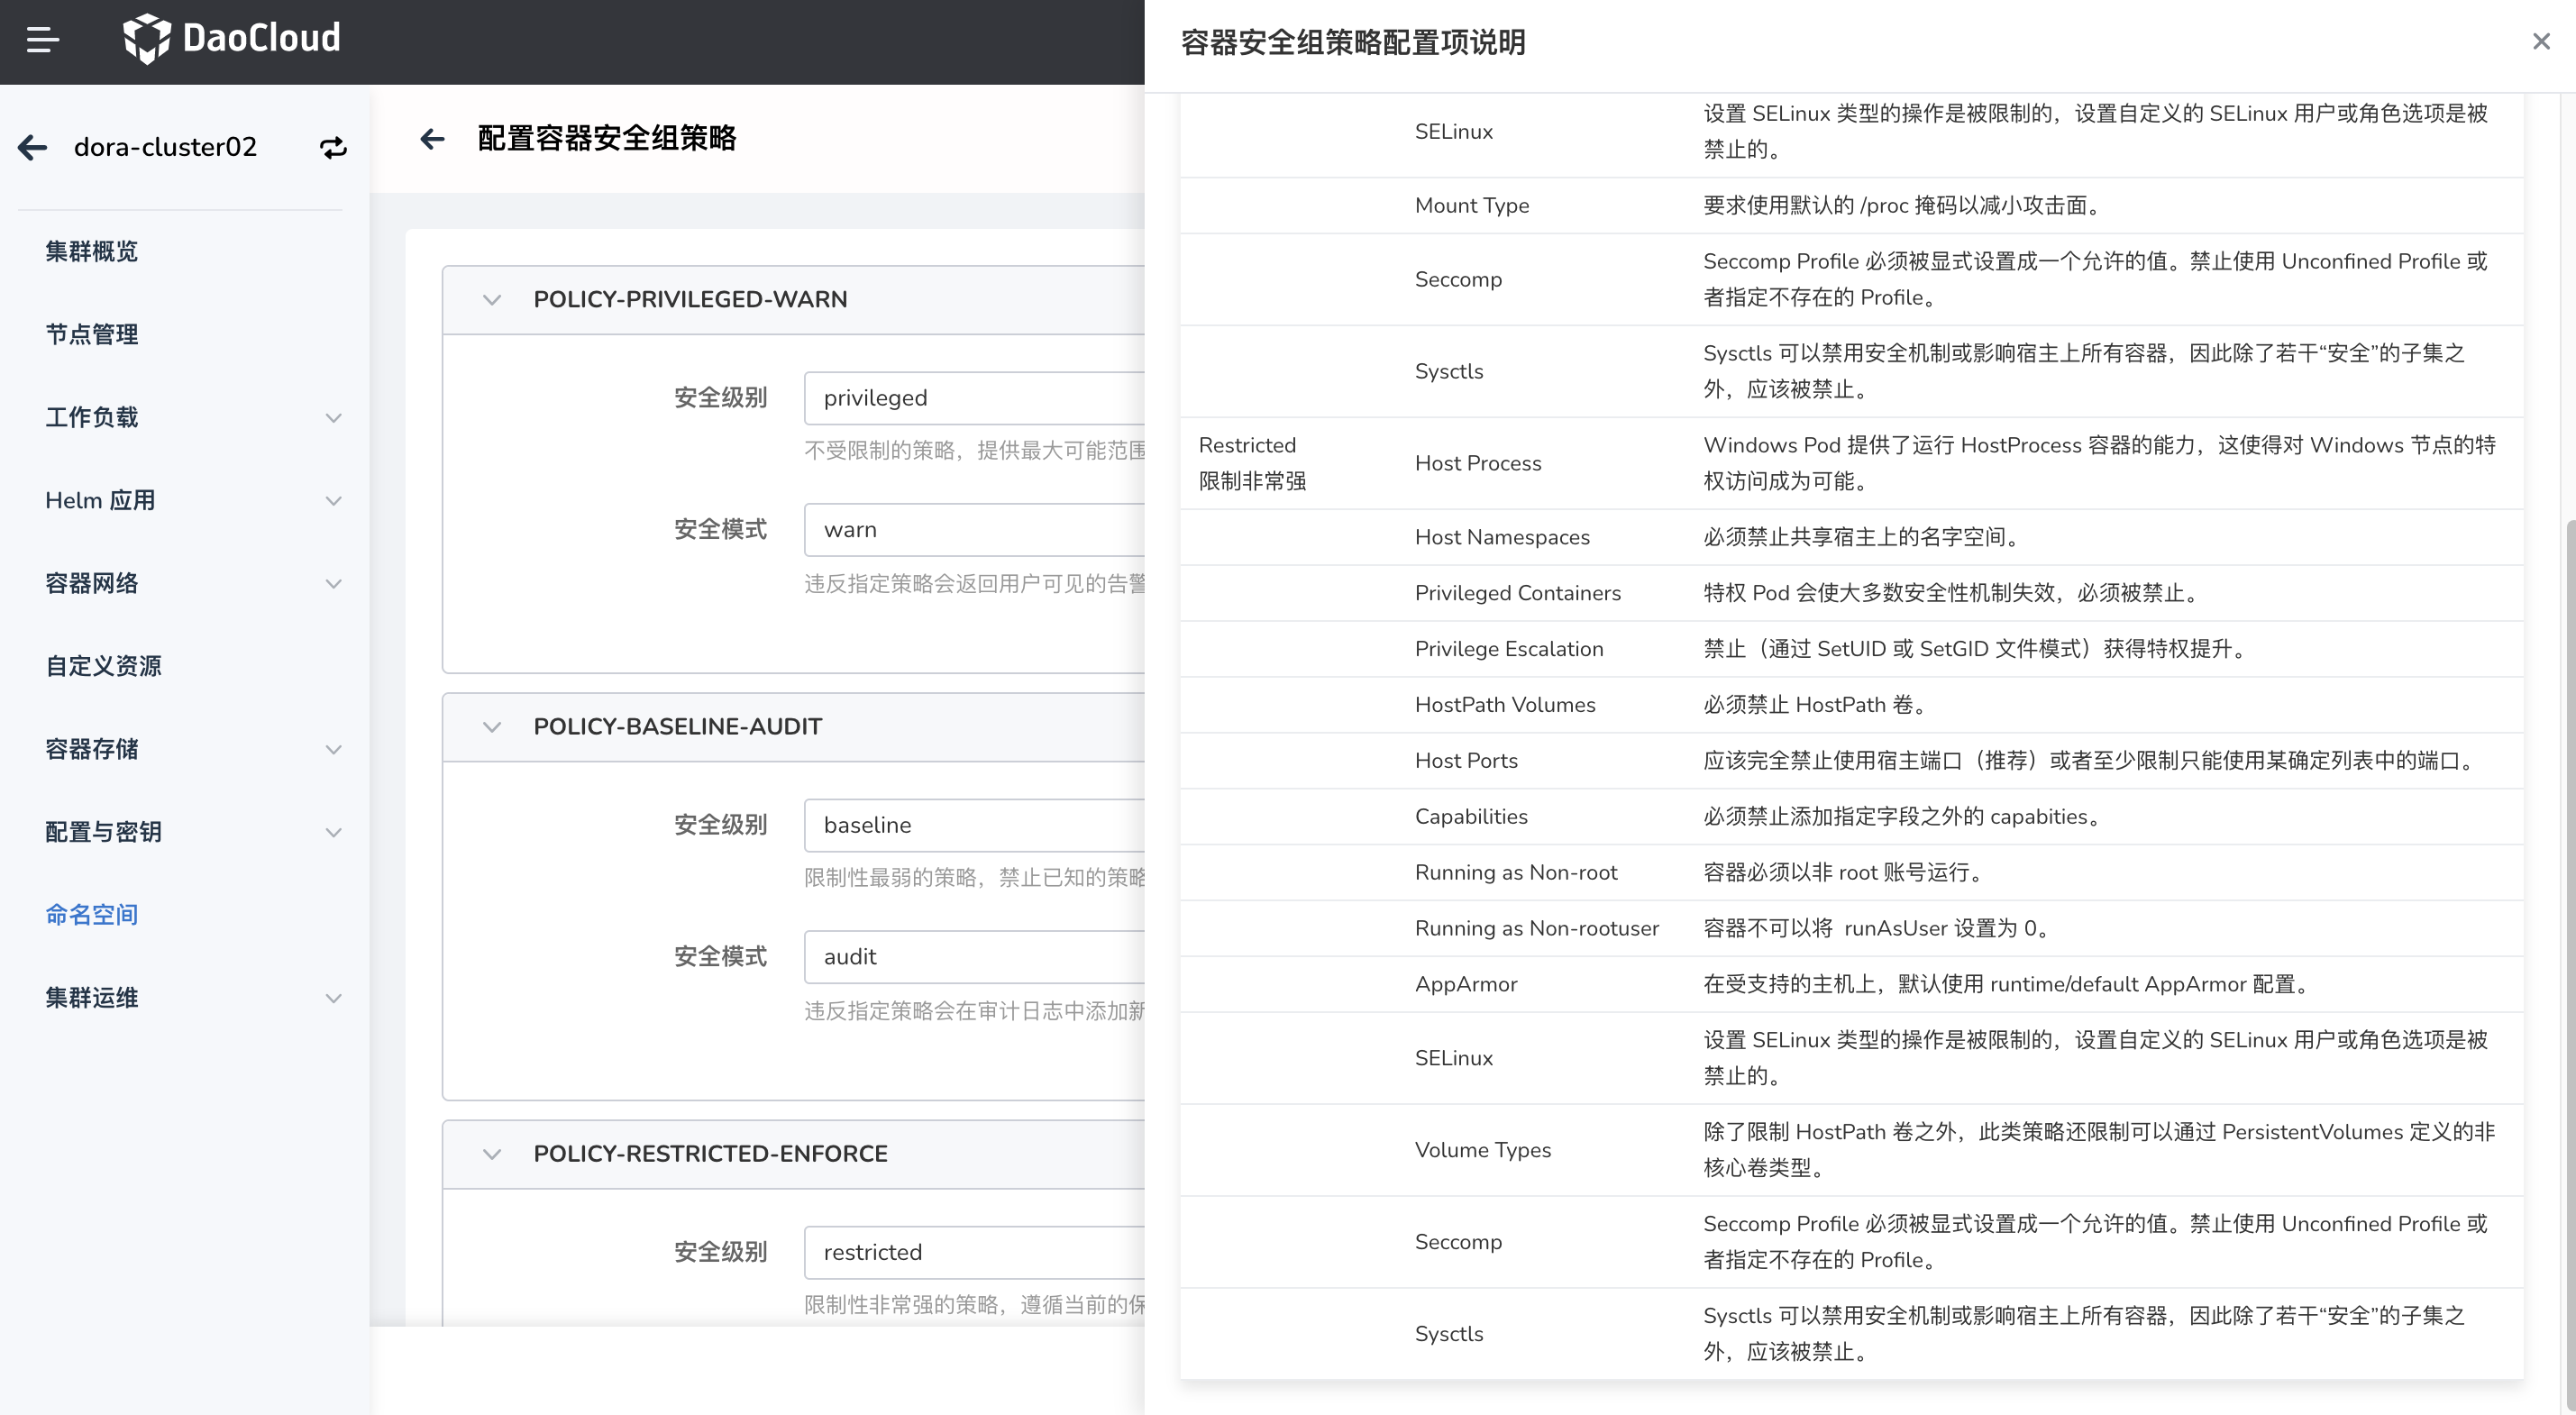 DaoCloud
dora-cluster02
集群概览
节点管理
工作负载
Helm 应用
容器网络
自定义资源
容器存储
配置与密钥
命名空间
集群运维
配置容器安全组策略
POLICY-PRIVILEGED-WARN
安全级别
privileged
不受限制的策略，提供最大可能范围
安全模式
warn
违反指定策略会返回用户可见的告警
POLICY-BASELINE-AUDIT
安全级别
baseline
限制性最弱的策略，禁止已知的策略
安全模式
audit
违反指定策略会在审计日志中添加新
POLICY-RESTRICTED-ENFORCE
安全级别
restricted
限制性非常强的策略，遵循当前的保
容器安全组策略配置项说明
SELinux
设置 SELinux 类型的操作是被限制的，设置自定义的 SELinux 用户或角色选项是被
禁止的。
Mount Type
要求使用默认的 /proc 掩码以减小攻击面。
Seccomp
Seccomp Profile 必须被显式设置成一个允许的值。禁止使用 Unconfined Profile 或
者指定不存在的 Profile。
Sysctls
Sysctls 可以禁用安全机制或影响宿主上所有容器，因此除了若干“安全”的子集之
外，应该被禁止。
Restricted
限制非常强
Host Process
Windows Pod 提供了运行 HostProcess 容器的能力，这使得对 Windows 节点的特
权访问成为可能。
Host Namespaces
必须禁止共享宿主上的名字空间。
Privileged Containers
特权 Pod 会使大多数安全性机制失效，必须被禁止。
Privilege Escalation
禁止（通过 SetUID 或 SetGID 文件模式）获得特权提升。
HostPath Volumes
必须禁止 HostPath 卷。
Host Ports
应该完全禁止使用宿主端口（推荐）或者至少限制只能使用某确定列表中的端口。
Capabilities
必须禁止添加指定字段之外的 capabities。
Running as Non-root
容器必须以非 root 账号运行。
Running as Non-rootuser
容器不可以将 runAsUser 设置为 0。
AppArmor
在受支持的主机上，默认使用 runtime/default AppArmor 配置。
SELinux
设置 SELinux 类型的操作是被限制的，设置自定义的 SELinux 用户或角色选项是被
禁止的。
Volume Types
除了限制 HostPath 卷之外，此类策略还限制可以通过 PersistentVolumes 定义的非
核心卷类型。
Seccomp
Seccomp Profile 必须被显式设置成一个允许的值。禁止使用 Unconfined Profile 或
者指定不存在的 Profile。
Sysctls
Sysctls 可以禁用安全机制或影响宿主上所有容器，因此除了若干“安全”的子集之
外，应该被禁止。